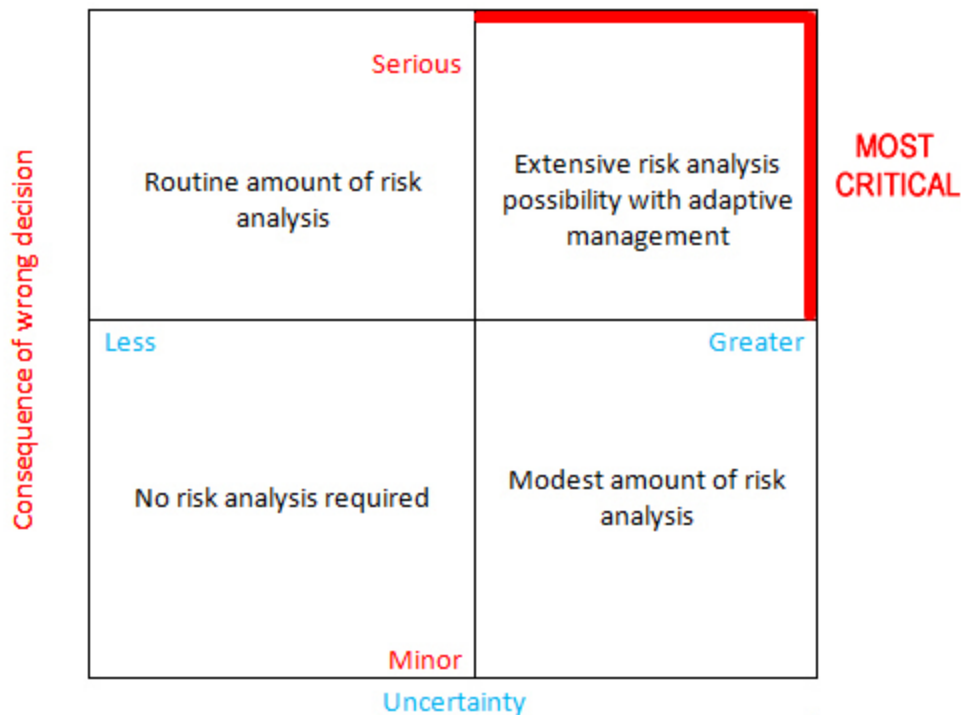 Serious
Routine amount of risk
analysis
Extensive risk analysis
possibility with adaptive
management
MOST
CRITICAL
Consequence of wrong decision
Less
Greater
No risk analysis required
Modest amount of risk
analysis
Minor
Uncertainty